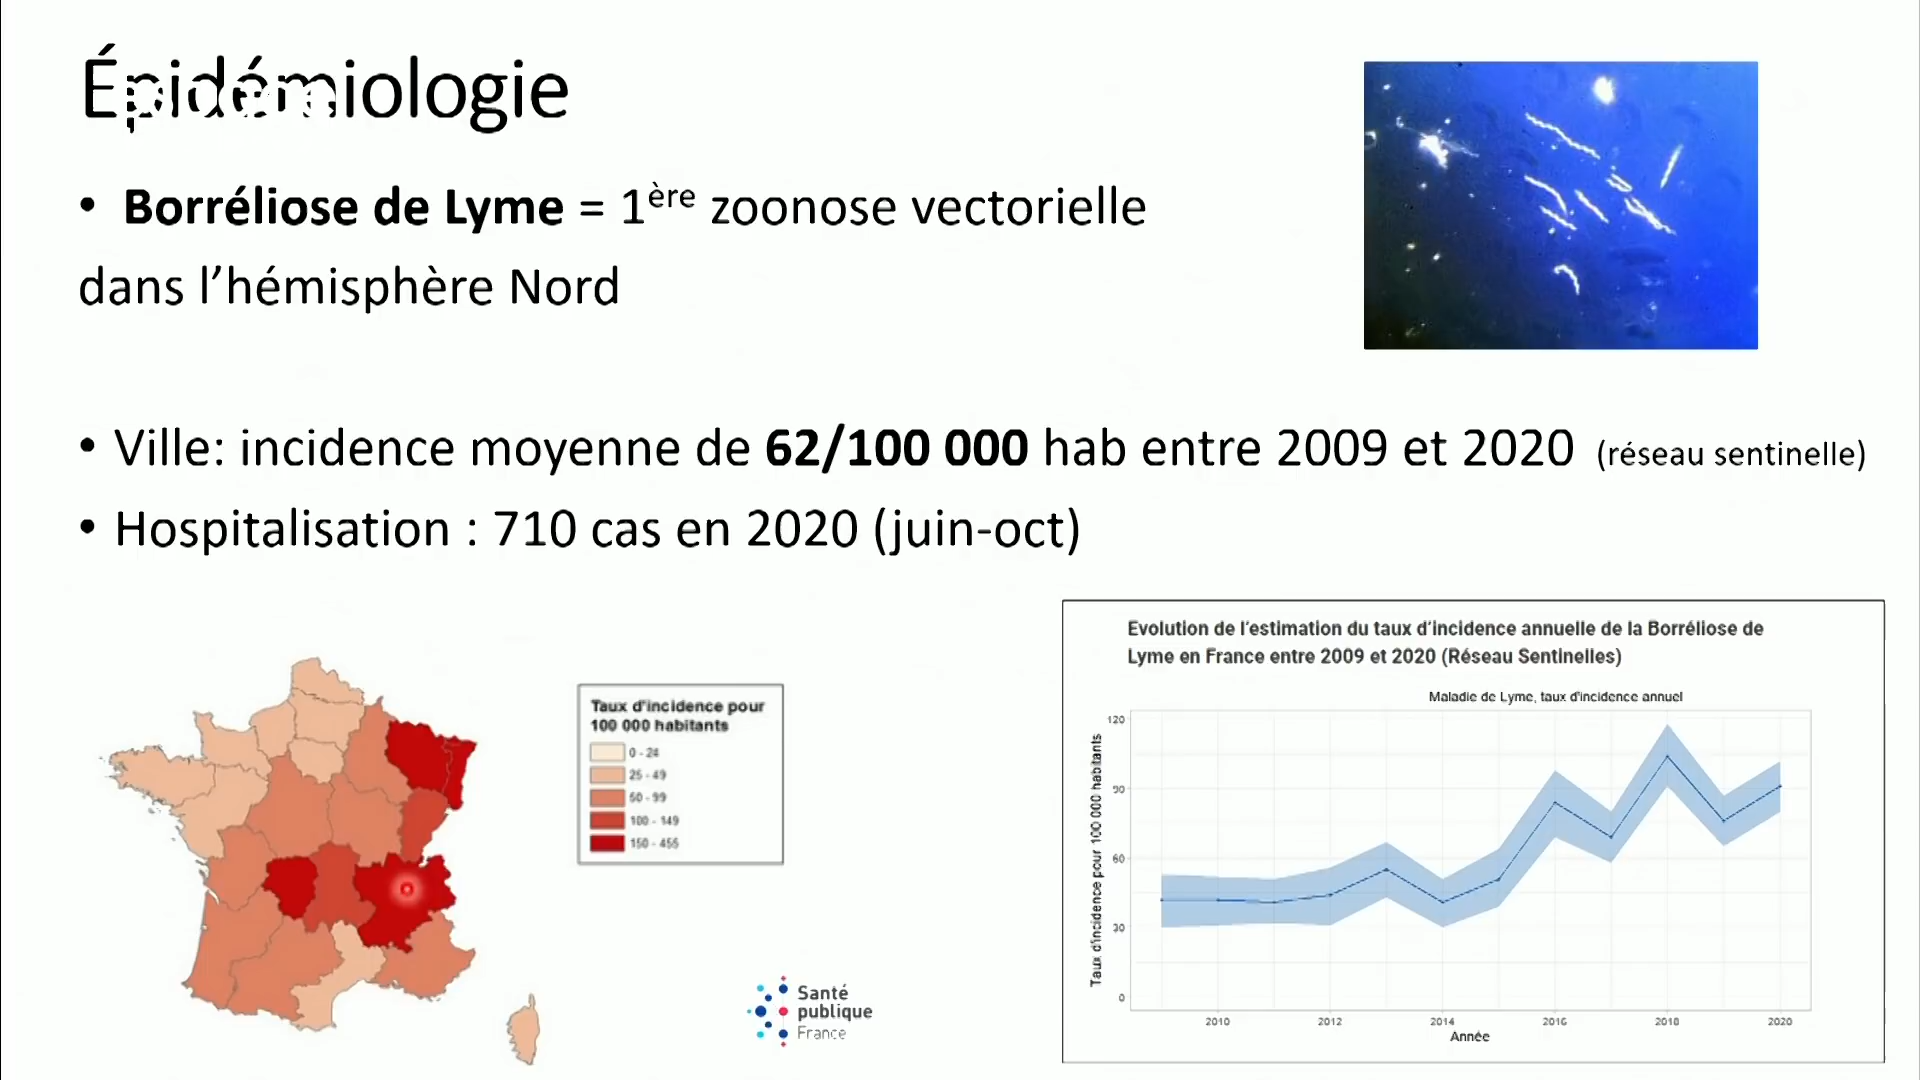 Épidémiologie
• Borréliose de Lyme = 1ère zoonose vectorielle
dans l’hémisphère Nord
• Ville: incidence moyenne de 62/100 000 hab entre 2009 et 2020 (réseau sentinelle)
• Hospitalisation : 710 cas en 2020 (juin-oct)
Taux d'incidence pour
100 000 habitants
0 - 24
25 - 49
50 - 99
100 - 149
150 - 455
Santé
publique
France
Evolution de l’estimation du taux d’incidence annuelle de la Borréliose de
Lyme en France entre 2009 et 2020 (Réseau Sentinelles)
Maladie de Lyme, taux d'incidence annuel
Taux d'incidence pour 100 000 habitants
120
90
60
30
0
2010 2012 2014 2016 2018 2020
Année